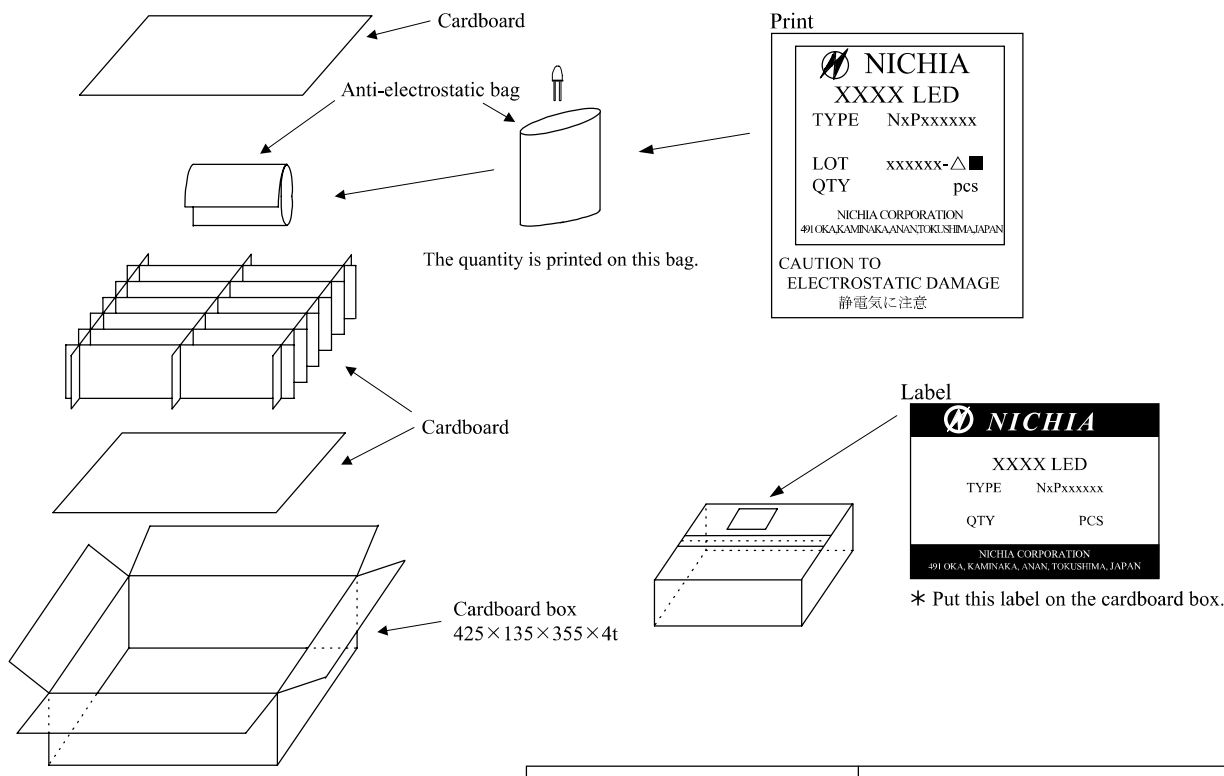 Cardboard
Anti-electrostatic bag
The quantity is printed on this bag.
Cardboard
Cardboard box
425×135×355×4t
Print
NICHIA
XXXX LED
TYPE NxPxxxxxx
LOT xxxxxx-△■
QTY pcs
NICHIA CORPORATION
491 OKA,KAMINAKA,ANAN,TOKUSHIMA,JAPAN
CAUTION TO
ELECTROSTATIC DAMAGE
静電気に注意
Label
NICHIA
XXXX LED
TYPE NxPxxxxxx
QTY PCS
NICHIA CORPORATION
491 OKA, KAMINAKA, ANAN, TOKUSHIMA, JAPAN
* Put this label on the cardboard box.